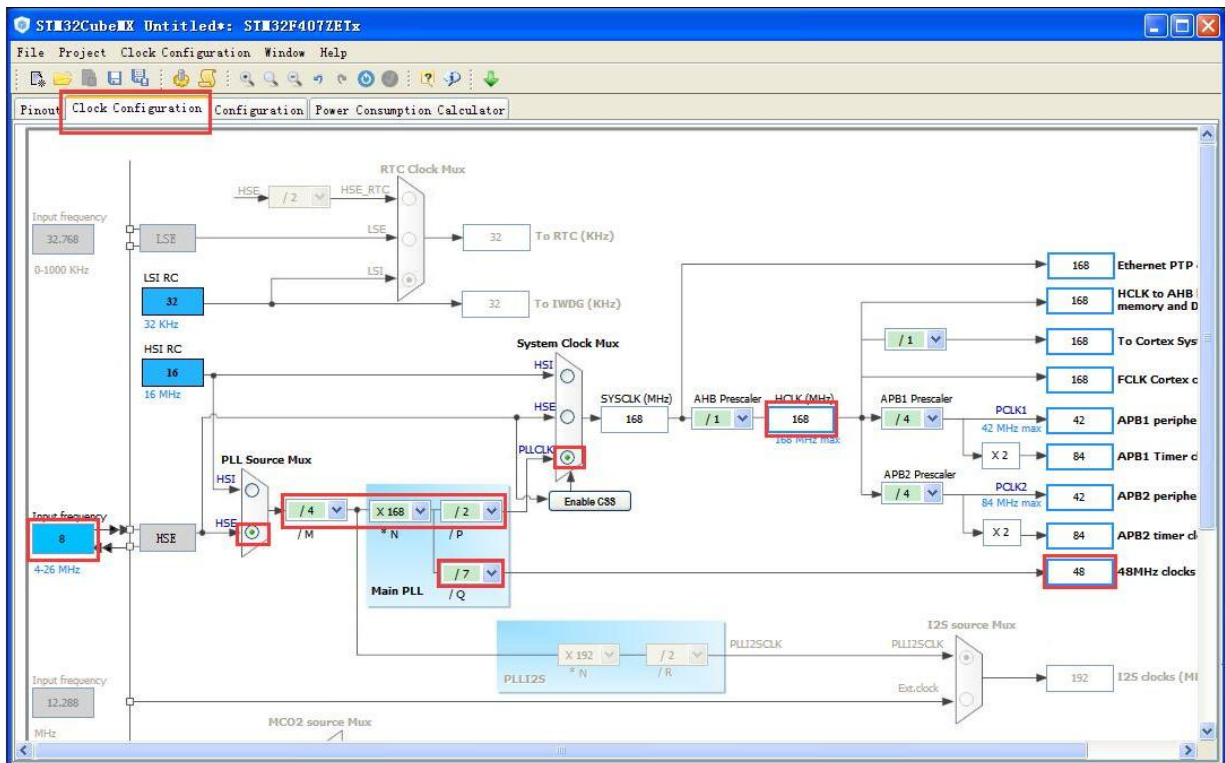 STM32CubeMX Untitled*: STM32F407ZETx
File Project Clock Configuration Window Help
Pinout Clock Configuration Configuration Power Consumption Calculator
RTC Clock Mux
HSE / 2 HSE_RTC
Input frequency
32.768 LSE LSE 32 To RTC (KHz)
0-1000 KHz
LSI RC LSI
32 32 To IWDG (KHz)
32 KHz
HSI RC
16
16 MHz
System Clock Mux
HSI
HSE
PLLCLK
SYSCLK (MHz) AHB Prescaler HCLK (MHz) APB1 Prescaler
168 / 1 168 / 4
168 MHz max
Enable CSS
168 Ethernet PTP
168 HCLK to AHB
memory and D
/ 1 168 To Cortex Sys
168 FCLK Cortex c
PCLK1 42 APB1 periphe
42 MHz max
X 2 84 APB1 Timer cl
APB2 Prescaler
/ 4 PCLK2 42 APB2 periphe
84 MHz max
X 2 84 APB2 timer cl
48 48MHz clocks
PLL Source Mux
HSI
HSE
Input frequency
8 HSE
4-26 MHz
/ 4 X 168 / 2
/ M * N / P
/ 7
Main PLL / Q
I2S source Mux
X 192 / 2 PLLI2SCLK PLLI2SCLK
PLLI2S * N / R
192 I2S clocks (MH
Ext.clock
Input frequency
12.288
MHz
MCO2 source Mux